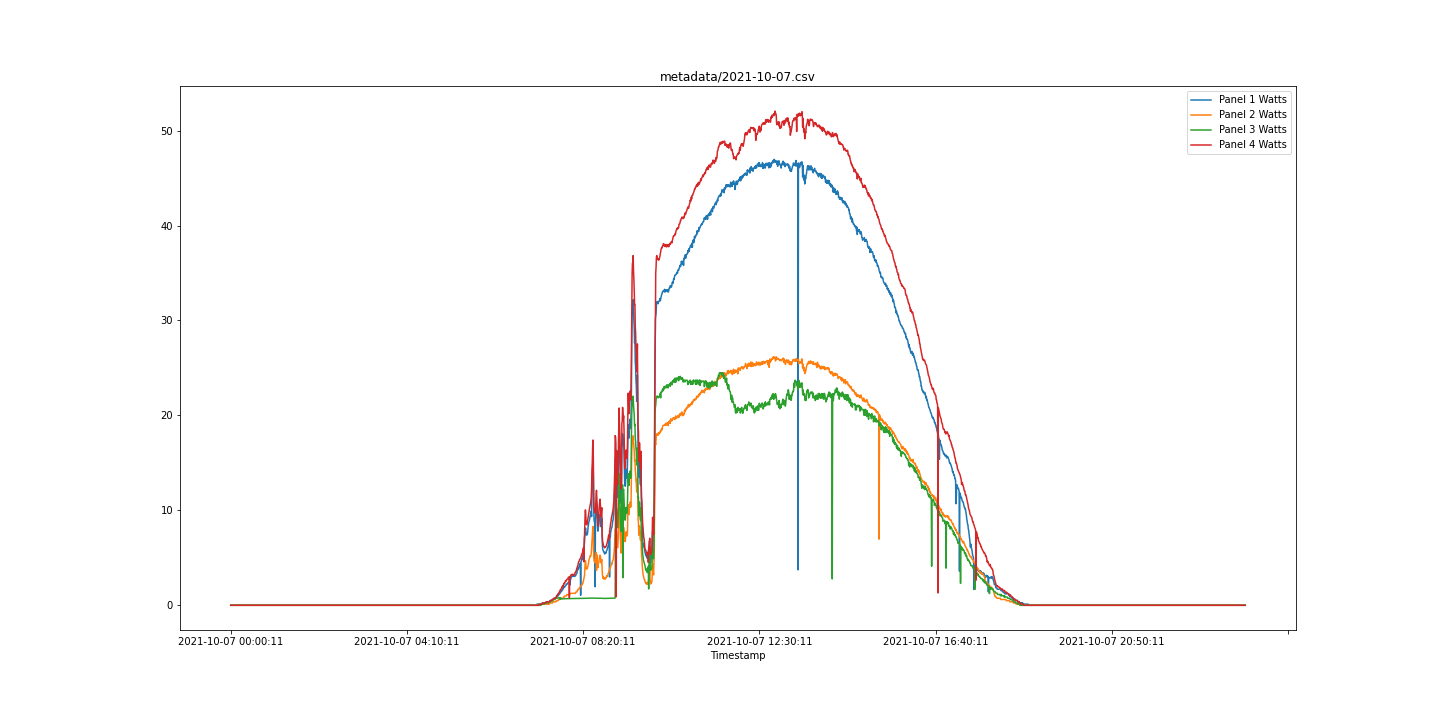 metadata/2021-10-07.csv
Panel 1 Watts
Panel 2 Watts
Panel 3 Watts
Panel 4 Watts
50
40
30
20
10
0
2021-10-07 00:00:11 2021-10-07 04:10:11 2021-10-07 08:20:11 2021-10-07 12:30:11 2021-10-07 16:40:11 2021-10-07 20:50:11
Timestamp